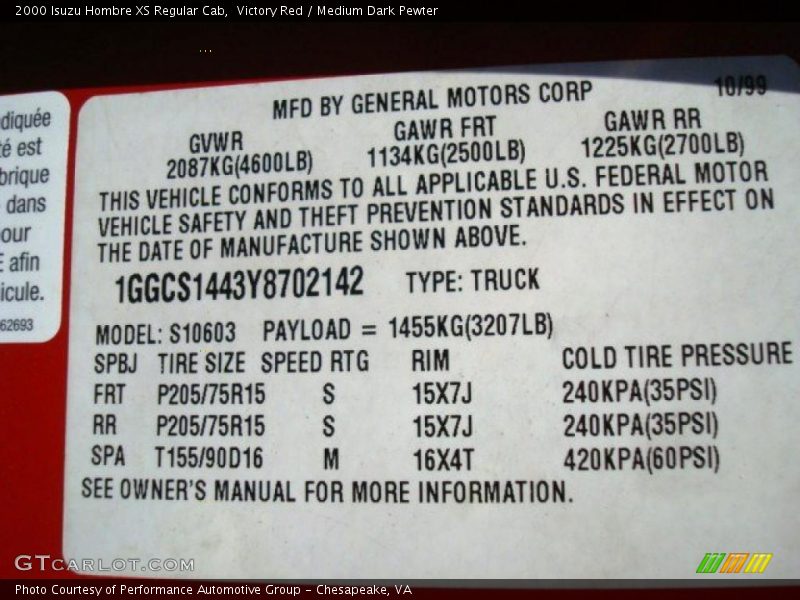 2000 Isuzu Hombre XS Regular Cab,  Victory Red / Medium Dark Pewter
...
10/99
MFD BY GENERAL MOTORS CORP
GVWR GAWR FRT GAWR RR
2087KG(4600LB) 1134KG(2500LB) 1225KG(2700LB)
THIS VEHICLE CONFORMS TO ALL APPLICABLE U.S. FEDERAL MOTOR
VEHICLE SAFETY AND THEFT PREVENTION STANDARDS IN EFFECT ON
THE DATE OF MANUFACTURE SHOWN ABOVE.
1GGCS1443Y8702142 TYPE: TRUCK
MODEL: S10603 PAYLOAD = 1455KG(3207LB)
SPBJ TIRE SIZE SPEED RTG RIM COLD TIRE PRESSURE
FRT P205/75R15 S 15X7J 240KPA(35PSI)
RR P205/75R15 S 15X7J 240KPA(35PSI)
SPA T155/90D16 M 16X4T 420KPA(60PSI)
SEE OWNER'S MANUAL FOR MORE INFORMATION.
diquée
té est
brique
dans
our
E afin
icule.
62693
GTCARLOT.COM
Photo Courtesy of Performance Automotive Group - Chesapeake, VA